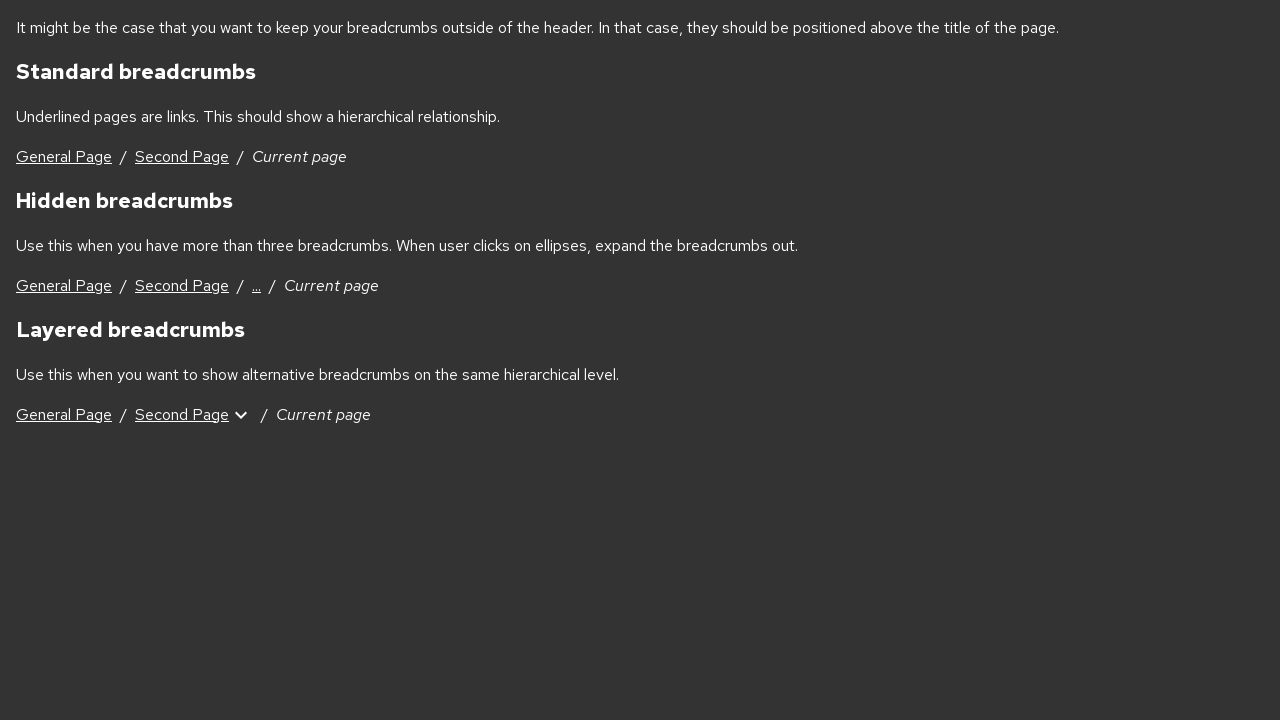 It might be the case that you want to keep your breadcrumbs outside of the header. In that case, they should be positioned above the title of the page.
Standard breadcrumbs
Underlined pages are links. This should show a hierarchical relationship.
General Page / Second Page / Current page
Hidden breadcrumbs
Use this when you have more than three breadcrumbs. When user clicks on ellipses, expand the breadcrumbs out.
General Page / Second Page / ... / Current page
Layered breadcrumbs
Use this when you want to show alternative breadcrumbs on the same hierarchical level.
General Page / Second Page / Current page